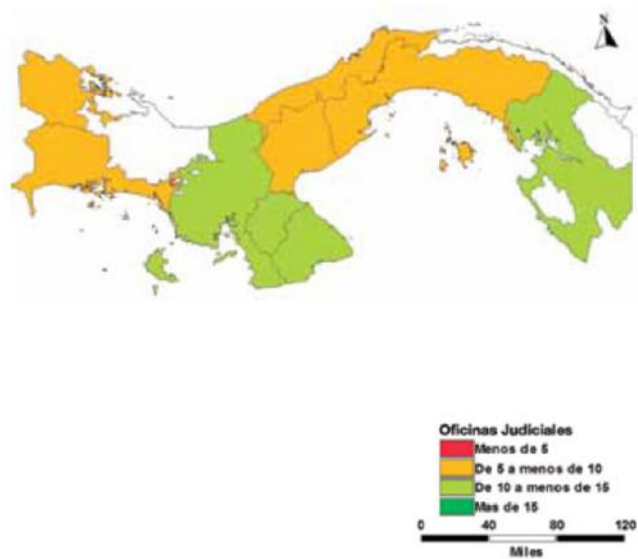 N
Oficinas Judiciales
Menos de 5
De 5 a menos de 10
De 10 a menos de 15
Mas de 15
0 40 80 120
Miles